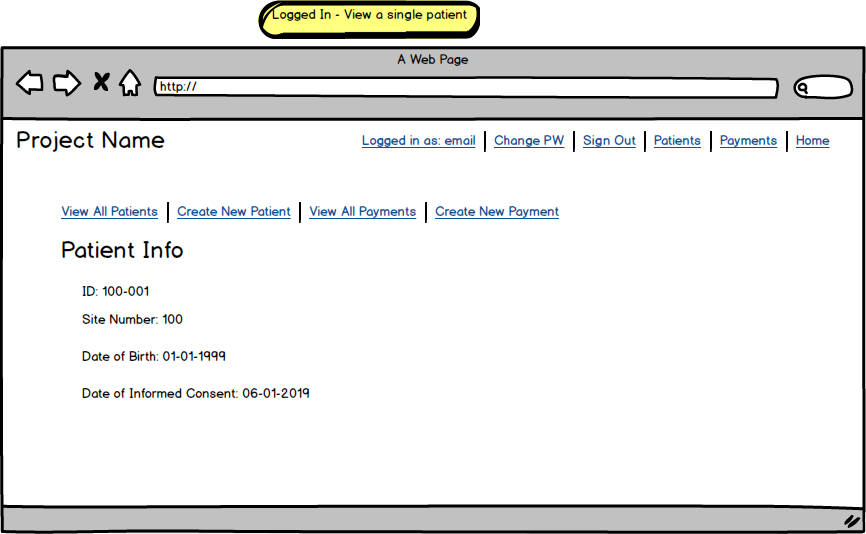 Logged In - View a single patient
A Web Page
http://
Project Name
Logged in as: email
Change PW
Sign Out
Patients
Payments
Home
View All Patients
Create New Patient
View All Payments
Create New Payment
Patient Info
ID: 100-001
Site Number: 100
Date of Birth: 01-01-1999
Date of Informed Consent: 06-01-2019